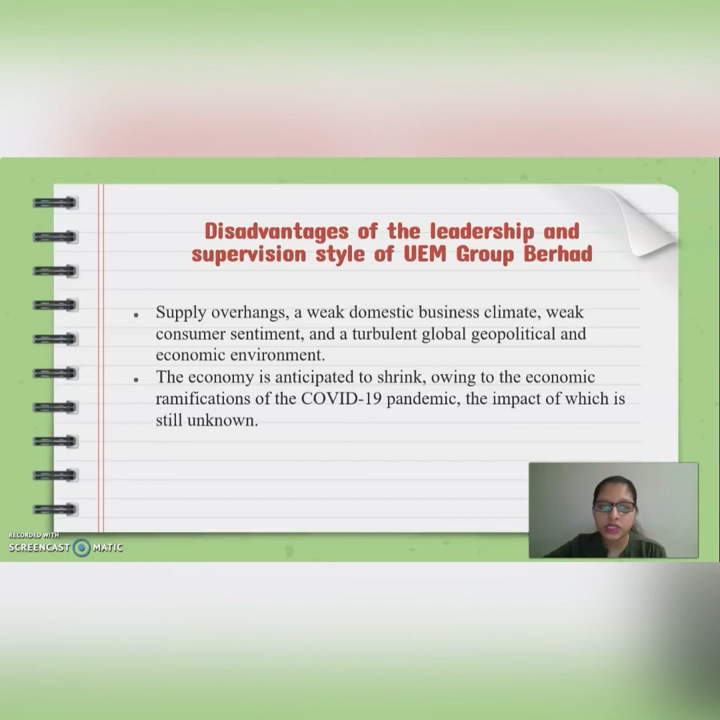 Disadvantages of the leadership and
supervision style of UEM Group Berhad
• Supply overhangs, a weak domestic business climate, weak
consumer sentiment, and a turbulent global geopolitical and
economic environment.
• The economy is anticipated to shrink, owing to the economic
ramifications of the COVID-19 pandemic, the impact of which is
still unknown.
RECORDED WITH
SCREENCAST MATIC